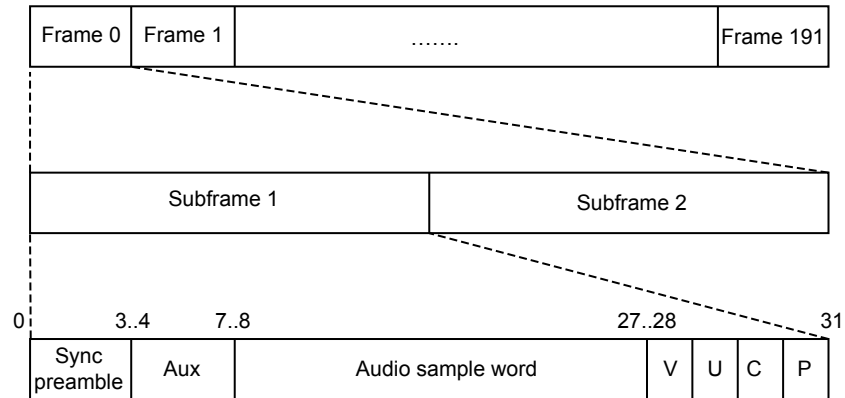 Frame 0 Frame 1 ....... Frame 191
Subframe 1 Subframe 2
0 3..4 7..8 27..28 31
Sync preamble Aux Audio sample word V U C P